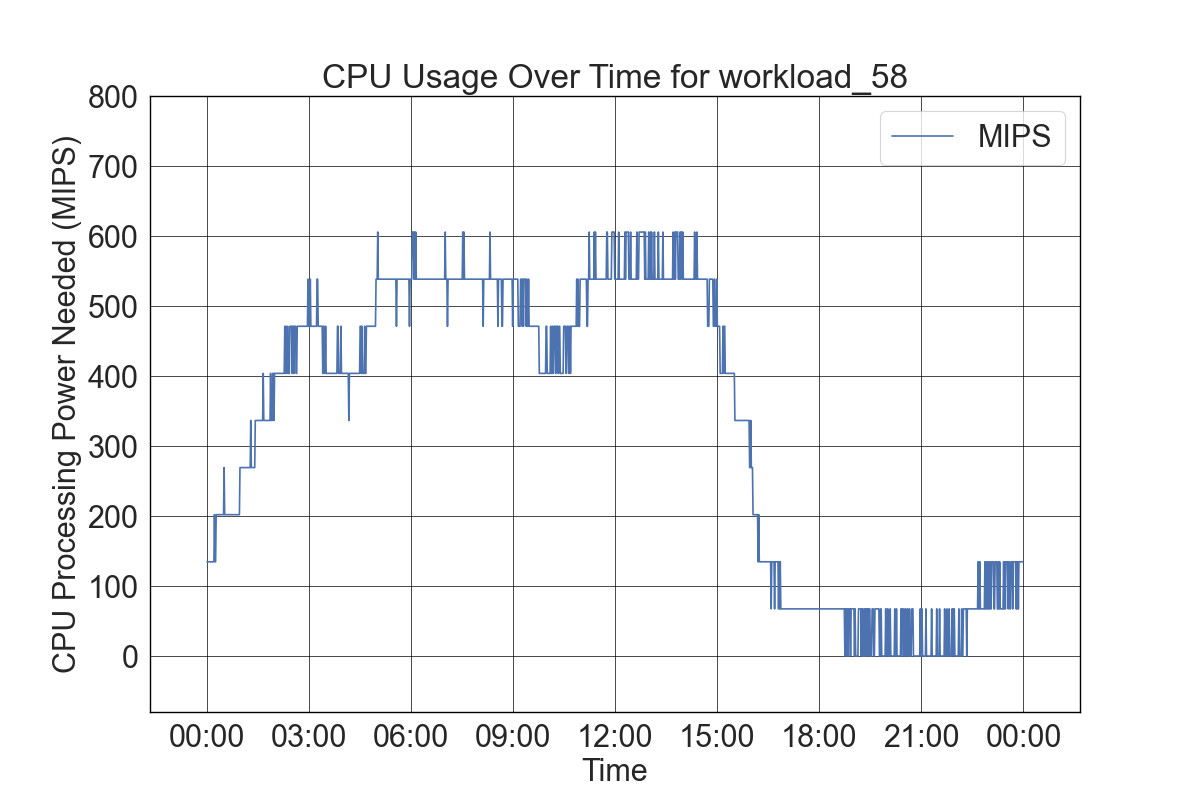 CPU Usage Over Time for workload_58
MIPS
CPU Processing Power Needed (MIPS)
800
700
600
500
400
300
200
100
0
00:00 03:00 06:00 09:00 12:00 15:00 18:00 21:00 00:00
Time